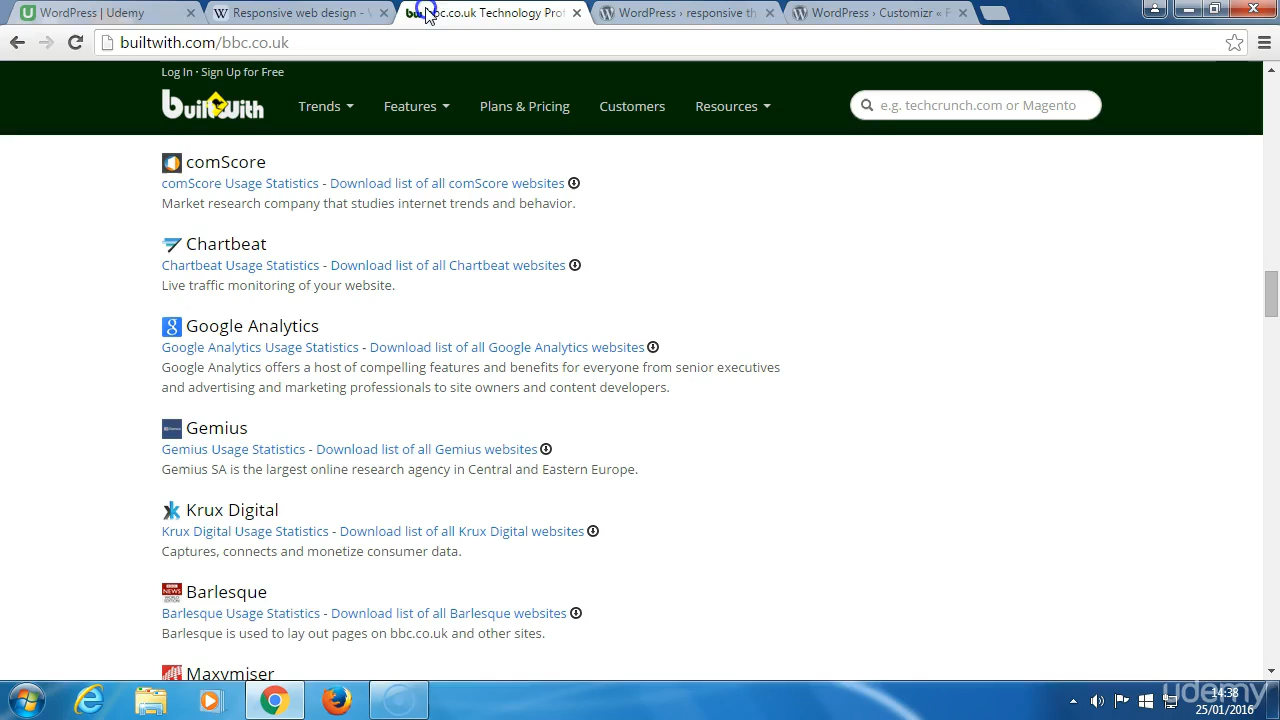 WordPress | Udemy
Responsive web design - W
bc.co.uk Technology Prof
WordPress › responsive th
WordPress › Customizr « F
builtwith.com/bbc.co.uk
Log In · Sign Up for Free
builtwith
Trends
Features
Plans & Pricing
Customers
Resources
e.g. techcrunch.com or Magento
comScore
comScore Usage Statistics - Download list of all comScore websites
Market research company that studies internet trends and behavior.
Chartbeat
Chartbeat Usage Statistics - Download list of all Chartbeat websites
Live traffic monitoring of your website.
Google Analytics
Google Analytics Usage Statistics - Download list of all Google Analytics websites
Google Analytics offers a host of compelling features and benefits for everyone from senior executives
and advertising and marketing professionals to site owners and content developers.
Gemius
Gemius Usage Statistics - Download list of all Gemius websites
Gemius SA is the largest online research agency in Central and Eastern Europe.
Krux Digital
Krux Digital Usage Statistics - Download list of all Krux Digital websites
Captures, connects and monetize consumer data.
Barlesque
Barlesque Usage Statistics - Download list of all Barlesque websites
Barlesque is used to lay out pages on bbc.co.uk and other sites.
Maxymiser
udemy
14:38
25/01/2016